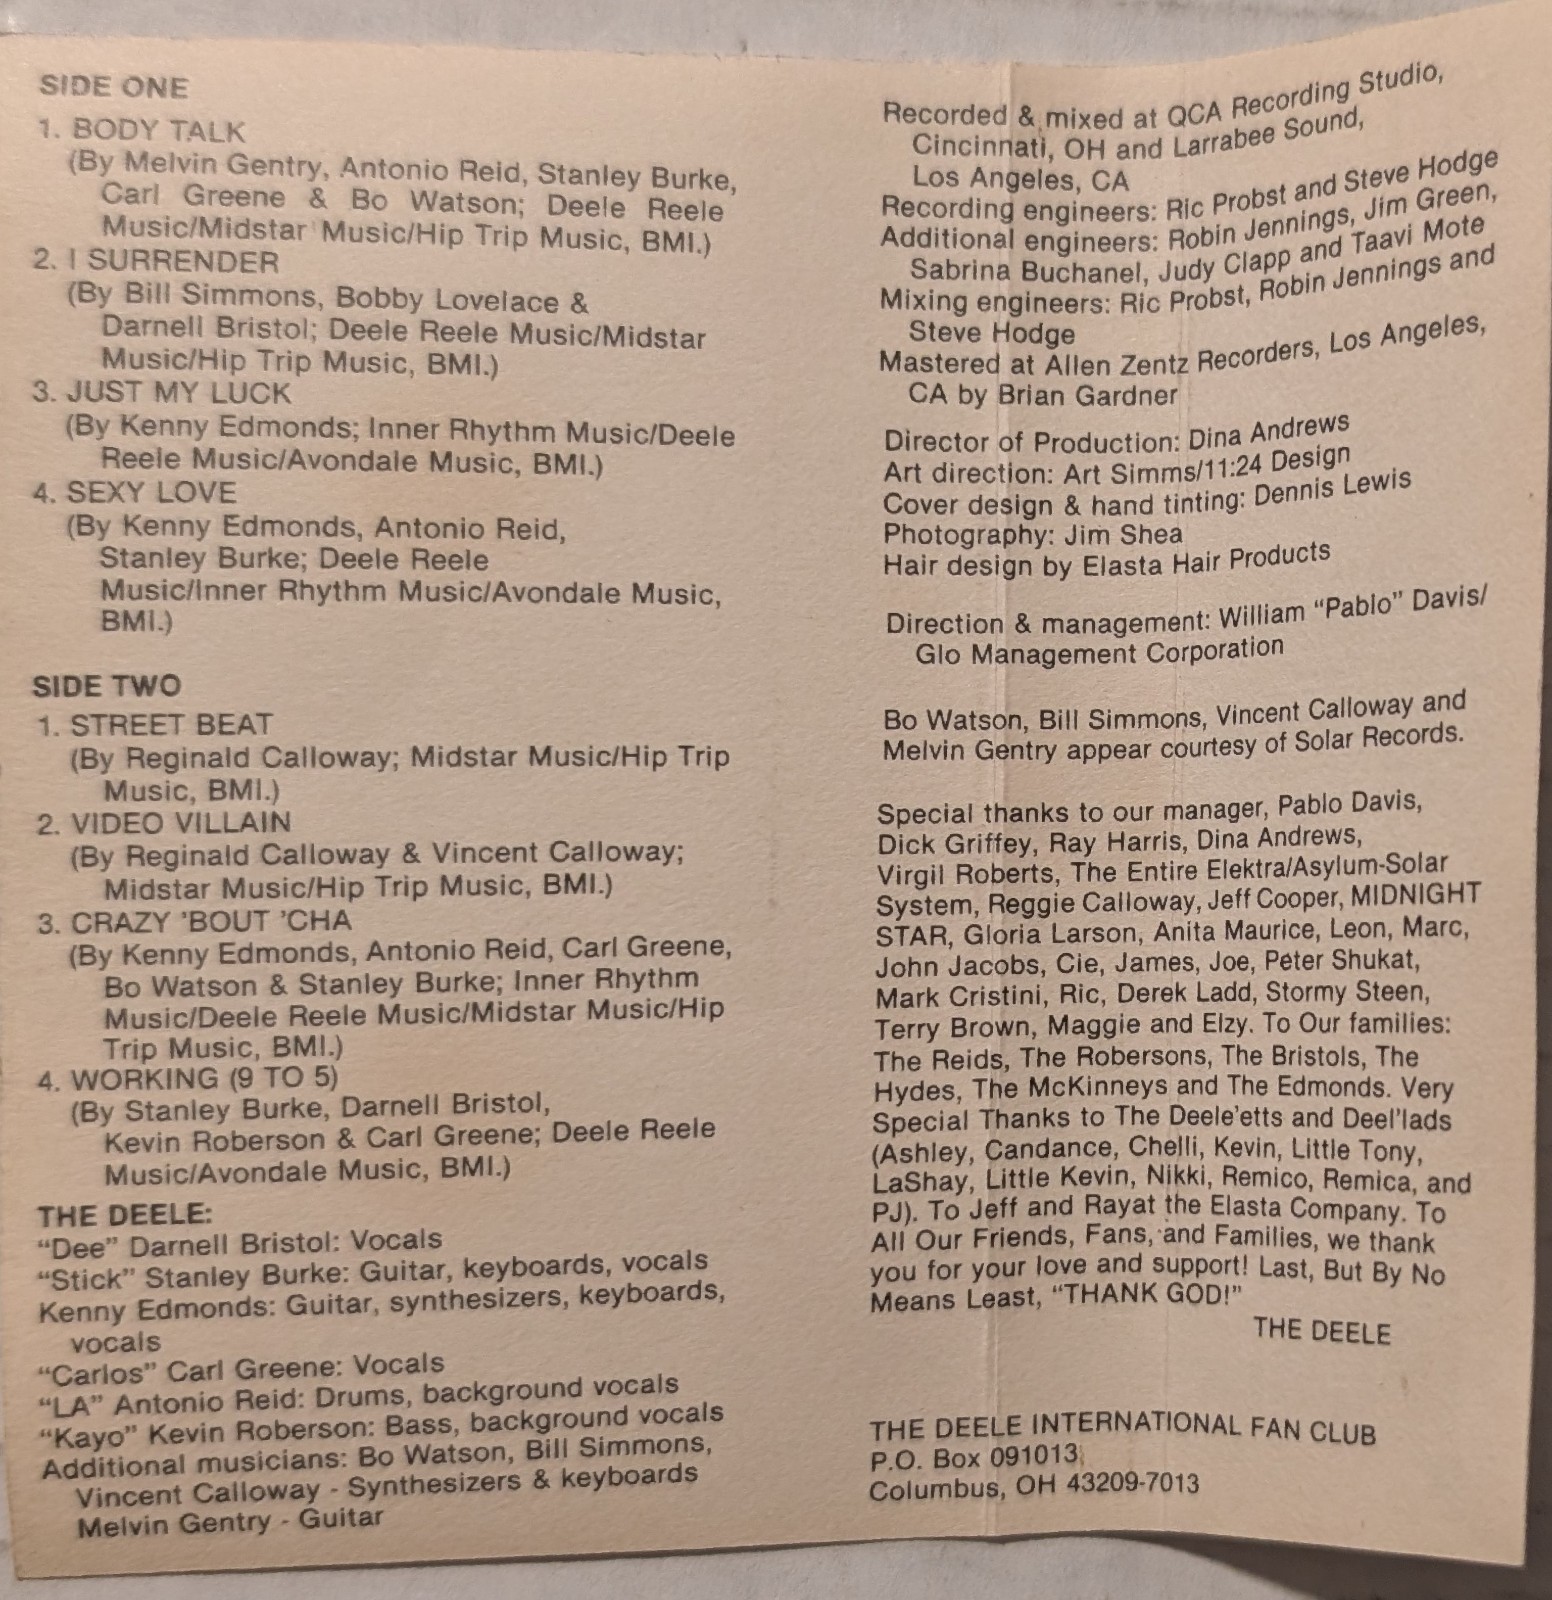 SIDE ONE
1. BODY TALK
(By Melvin Gentry, Antonio Reid, Stanley Burke,
Carl Greene & Bo Watson; Deele Reele
Music/Midstar Music/Hip Trip Music, BMI.)
2. I SURRENDER
(By Bill Simmons, Bobby Lovelace &
Darnell Bristol; Deele Reele Music/Midstar
Music/Hip Trip Music, BMI.)
3. JUST MY LUCK
(By Kenny Edmonds; Inner Rhythm Music/Deele
Reele Music/Avondale Music, BMI.)
4. SEXY LOVE
(By Kenny Edmonds, Antonio Reid,
Stanley Burke; Deele Reele
Music/Inner Rhythm Music/Avondale Music,
BMI.)
SIDE TWO
1. STREET BEAT
(By Reginald Calloway; Midstar Music/Hip Trip
Music, BMI.)
2. VIDEO VILLAIN
(By Reginald Calloway & Vincent Calloway;
Midstar Music/Hip Trip Music, BMI.)
3. CRAZY 'BOUT 'CHA
(By Kenny Edmonds, Antonio Reid, Carl Greene,
Bo Watson & Stanley Burke; Inner Rhythm
Music/Deele Reele Music/Midstar Music/Hip
Trip Music, BMI.)
4. WORKING (9 TO 5)
(By Stanley Burke, Darnell Bristol,
Kevin Roberson & Carl Greene; Deele Reele
Music/Avondale Music, BMI.)
THE DEELE:
"Dee" Darnell Bristol: Vocals
"Stick" Stanley Burke: Guitar, keyboards, vocals
Kenny Edmonds: Guitar, synthesizers, keyboards,
vocals
"Carlos" Carl Greene: Vocals
"LA" Antonio Reid: Drums, background vocals
"Kayo" Kevin Roberson: Bass, background vocals
Additional musicians: Bo Watson, Bill Simmons,
Vincent Calloway - Synthesizers & keyboards
Melvin Gentry - Guitar
Recorded & mixed at QCA Recording Studio,
Cincinnati, OH and Larrabee Sound,
Los Angeles, CA
Recording engineers: Ric Probst and Steve Hodge
Additional engineers: Robin Jennings, Jim Green,
Sabrina Buchanel, Judy Clapp and Taavi Mote
Mixing engineers: Ric Probst, Robin Jennings and
Steve Hodge
Mastered at Allen Zentz Recorders, Los Angeles,
CA by Brian Gardner
Director of Production: Dina Andrews
Art direction: Art Simms/11:24 Design
Cover design & hand tinting: Dennis Lewis
Photography: Jim Shea
Hair design by Elasta Hair Products
Direction & management: William "Pablo" Davis/
Glo Management Corporation
Bo Watson, Bill Simmons, Vincent Calloway and
Melvin Gentry appear courtesy of Solar Records.
Special thanks to our manager, Pablo Davis,
Dick Griffey, Ray Harris, Dina Andrews,
Virgil Roberts, The Entire Elektra/Asylum-Solar
System, Reggie Calloway, Jeff Cooper, MIDNIGHT
STAR, Gloria Larson, Anita Maurice, Leon, Marc,
John Jacobs, Cie, James, Joe, Peter Shukat,
Mark Cristini, Ric, Derek Ladd, Stormy Steen,
Terry Brown, Maggie and Elzy. To Our families:
The Reids, The Robersons, The Bristols, The
Hydes, The McKinneys and The Edmonds. Very
Special Thanks to The Deele'etts and Deel'lads
(Ashley, Candance, Chelli, Kevin, Little Tony,
LaShay, Little Kevin, Nikki, Remico, Remica, and
PJ). To Jeff and Rayat the Elasta Company. To
All Our Friends, Fans, and Families, we thank
you for your love and support! Last, But By No
Means Least, "THANK GOD!"
THE DEELE
THE DEELE INTERNATIONAL FAN CLUB
P.O. Box 091013
Columbus, OH 43209-7013